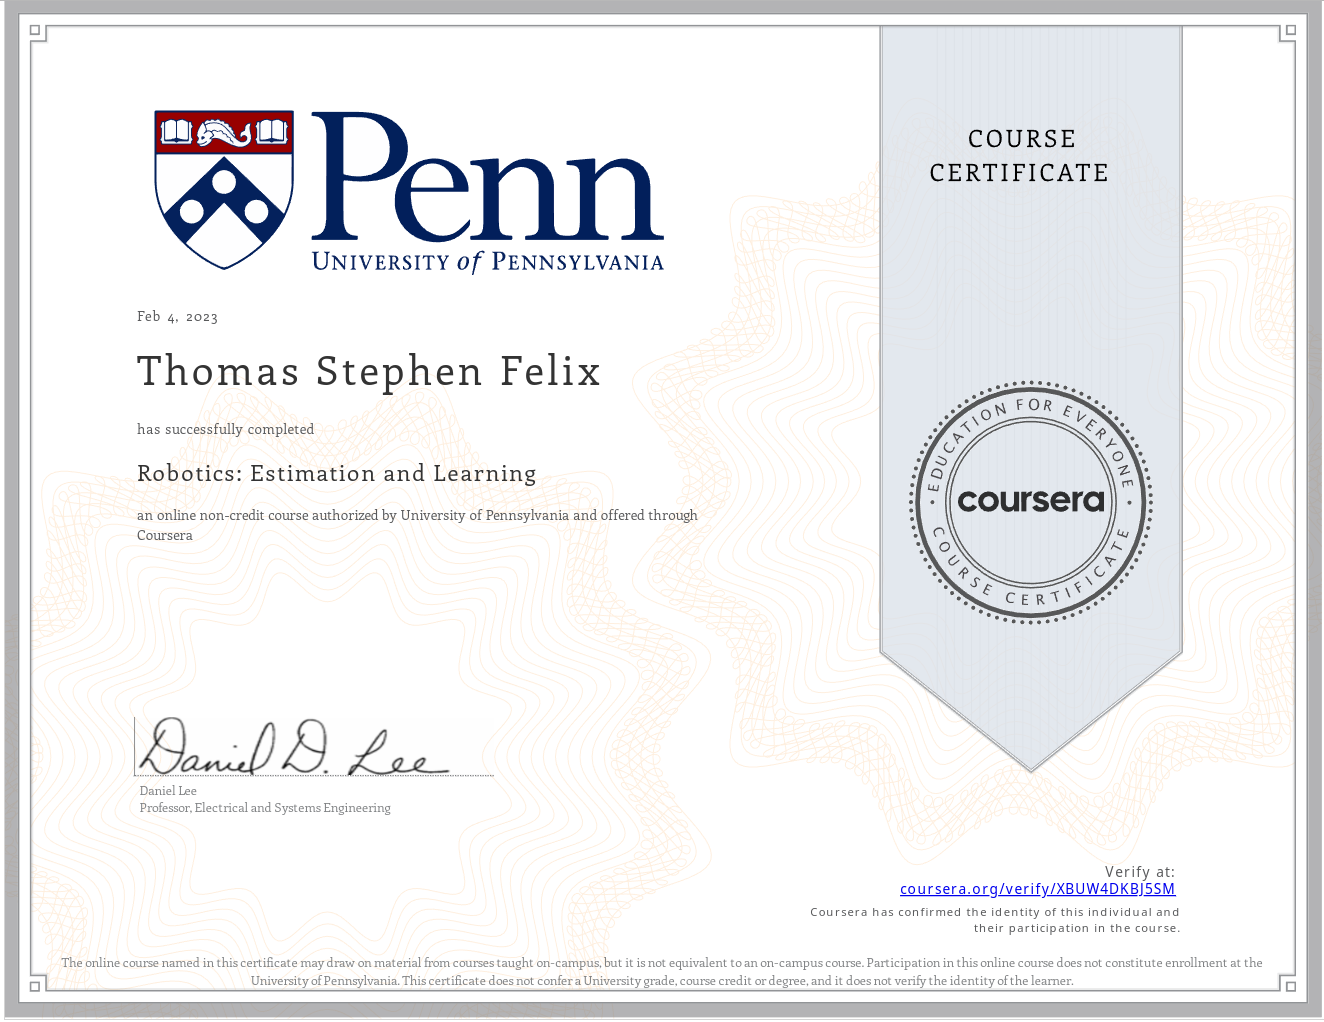 Penn
UNIVERSITY of PENNSYLVANIA
COURSE
CERTIFICATE
Feb 4, 2023
Thomas Stephen Felix
has successfully completed
Robotics: Estimation and Learning
an online non-credit course authorized by University of Pennsylvania and offered through
Coursera
EDUCATION FOR EVERYONE
coursera
COURSE CERTIFICATE
Daniel D. Lee
Daniel Lee
Professor, Electrical and Systems Engineering
Verify at:
coursera.org/verify/XBUW4DKBJ5SM
Coursera has confirmed the identity of this individual and
their participation in the course.
The online course named in this certificate may draw on material from courses taught on-campus, but it is not equivalent to an on-campus course. Participation in this online course does not constitute enrollment at the
University of Pennsylvania. This certificate does not confer a University grade, course credit or degree, and it does not verify the identity of the learner.